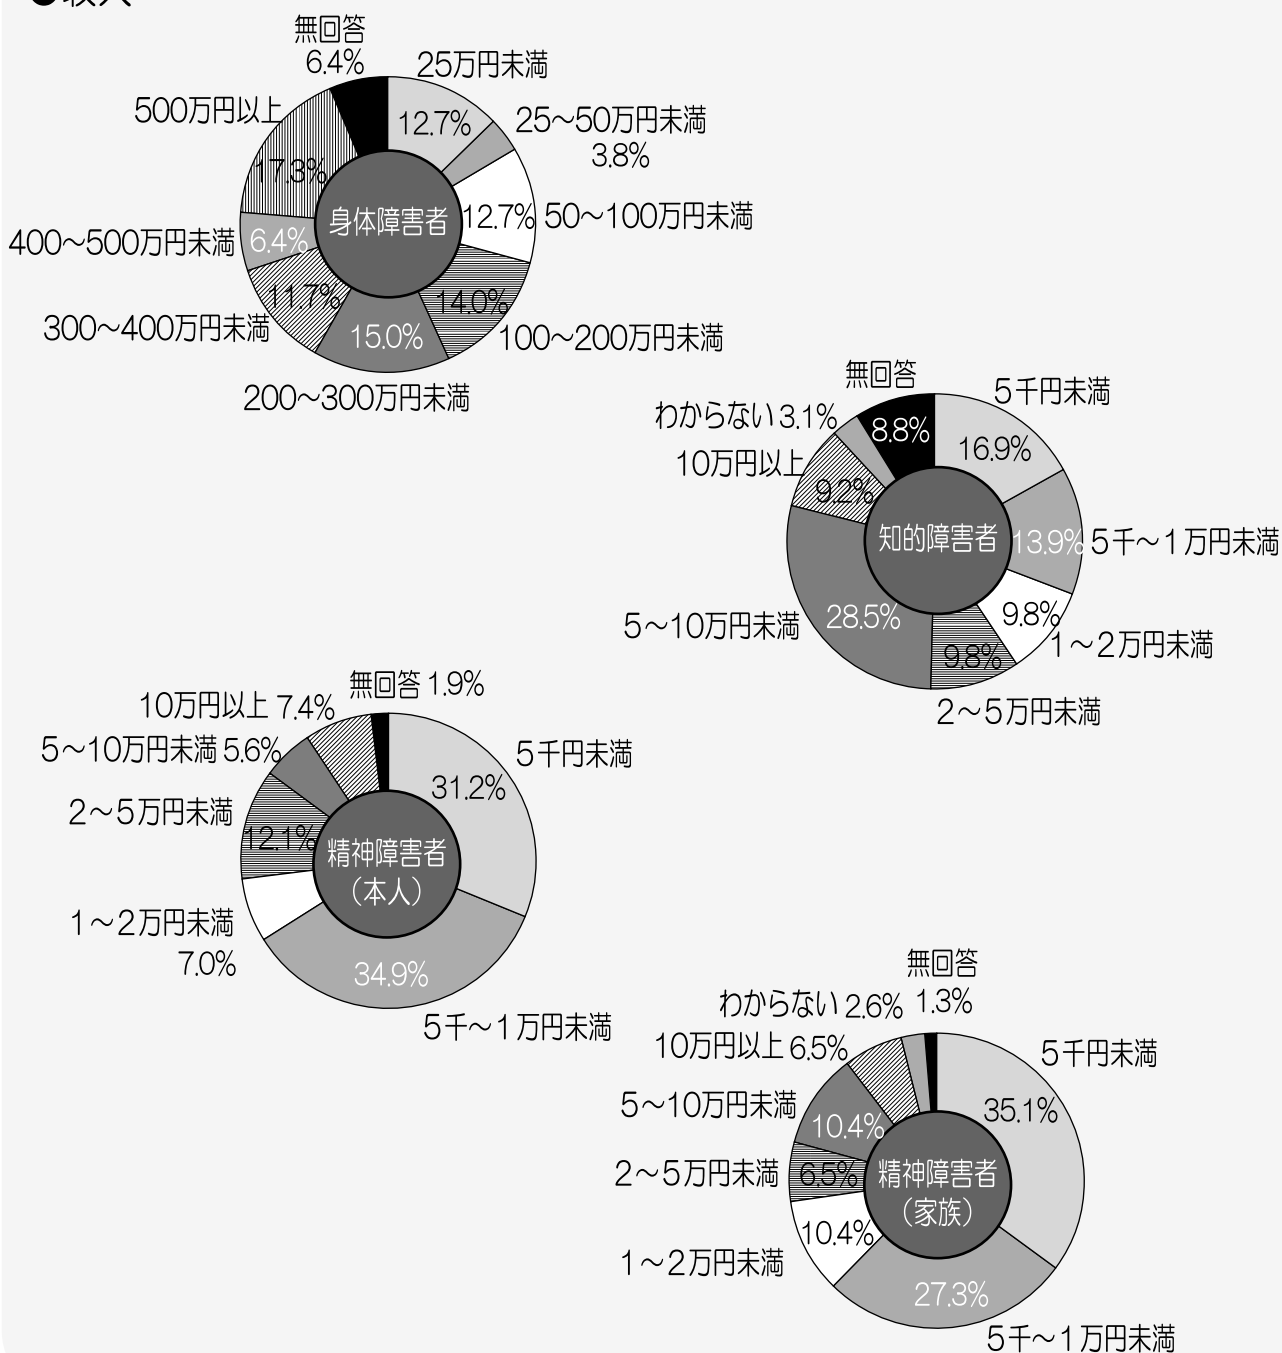 無回答
6.4%
25万円未満
12.7%
25～50万円未満
3.8%
12.7%
50～100万円未満
14.0%
100～200万円未満
15.0%
200～300万円未満
11.7%
300～400万円未満
6.4%
400～500万円未満
17.3%
500万円以上
身体障害者
無回答
8.8%
5千円未満
16.9%
13.9%
5千～1万円未満
9.8%
1～2万円未満
9.8%
2～5万円未満
28.5%
5～10万円未満
9.2%
10万円以上
わからない 3.1%
知的障害者
無回答 1.9%
5千円未満
31.2%
34.9%
5千～1万円未満
1～2万円未満
7.0%
12.1%
2～5万円未満
5～10万円未満 5.6%
10万円以上 7.4%
精神障害者
（本人）
無回答
1.3%
5千円未満
35.1%
27.3%
5千～1万円未満
10.4%
1～2万円未満
6.5%
2～5万円未満
10.4%
5～10万円未満
10万円以上 6.5%
わからない 2.6%
精神障害者
（家族）